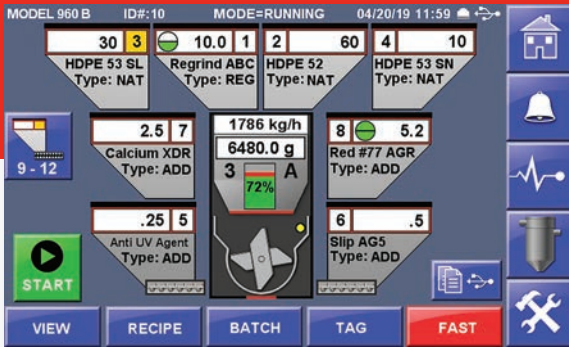 MODEL 960 B ID#:10 MODE=RUNNING 04/20/19 11:59
30 3
HDPE 53 SL
Type: NAT
10.0 1
Regrind ABC
Type: REG
2 60
HDPE 52
Type: NAT
4 10
HDPE 53 SN
Type: NAT
9 - 12
2.5 7
Calcium XDR
Type: ADD
1786 kg/h
6480.0 g
3 A
72%
8 5.2
Red #77 AGR
Type: ADD
.25 5
Anti UV Agent
Type: ADD
6 .5
Slip AG5
Type: ADD
START
VIEW RECIPE BATCH TAG FAST